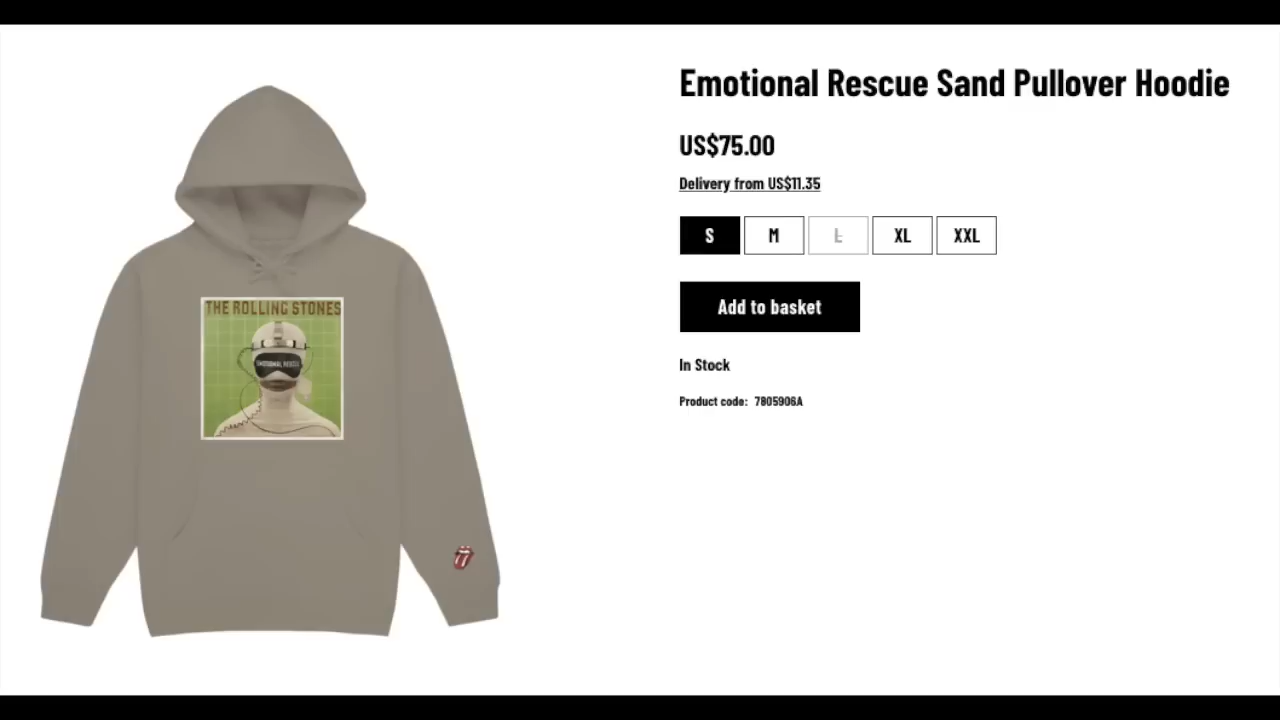 Emotional Rescue Sand Pullover Hoodie
US$75.00
Delivery from US$11.35
S M L XL XXL
Add to basket
In Stock
Product code: 7805906A
THE ROLLING STONES
EMOTIONAL RESCUE